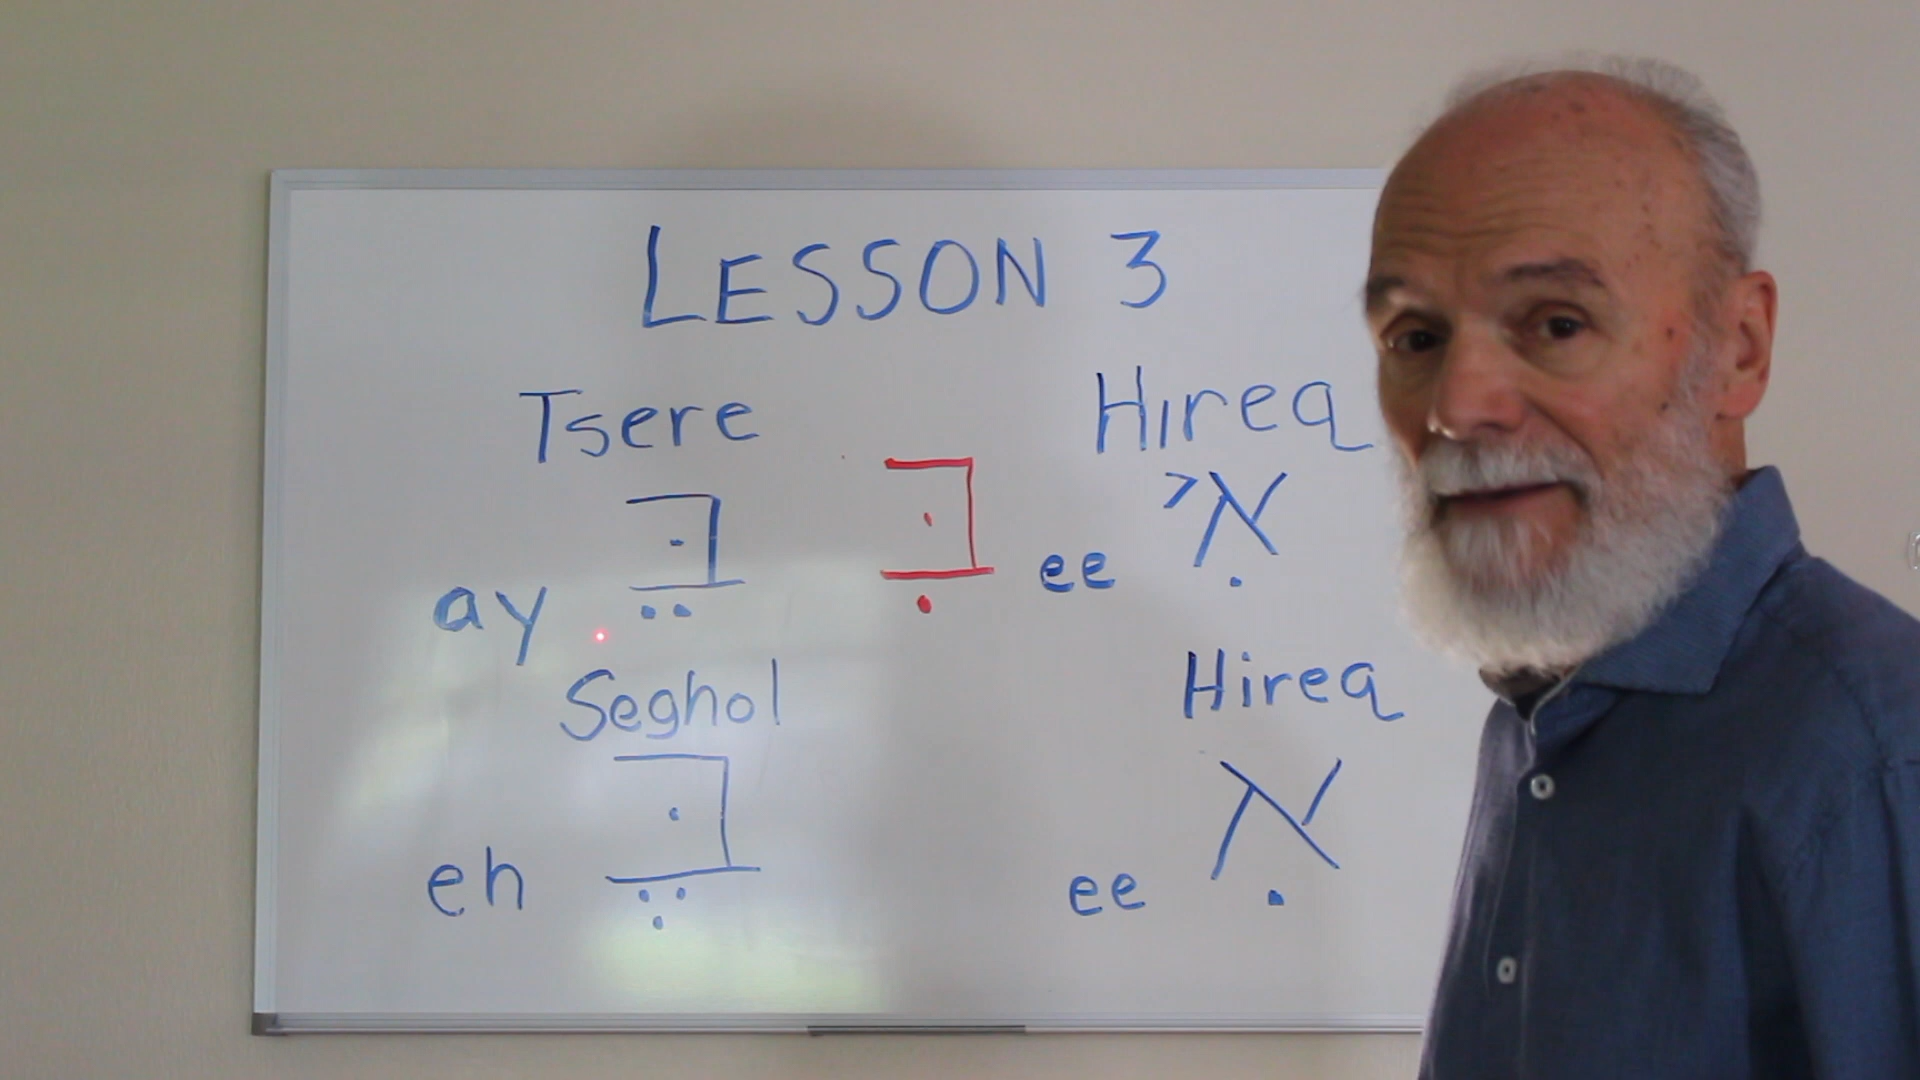 LESSON 3
Tsere
Hireq
ay בֵּ
בִּ
ee אִי
Seghol
Hireq
eh בֶּ
ee אִ